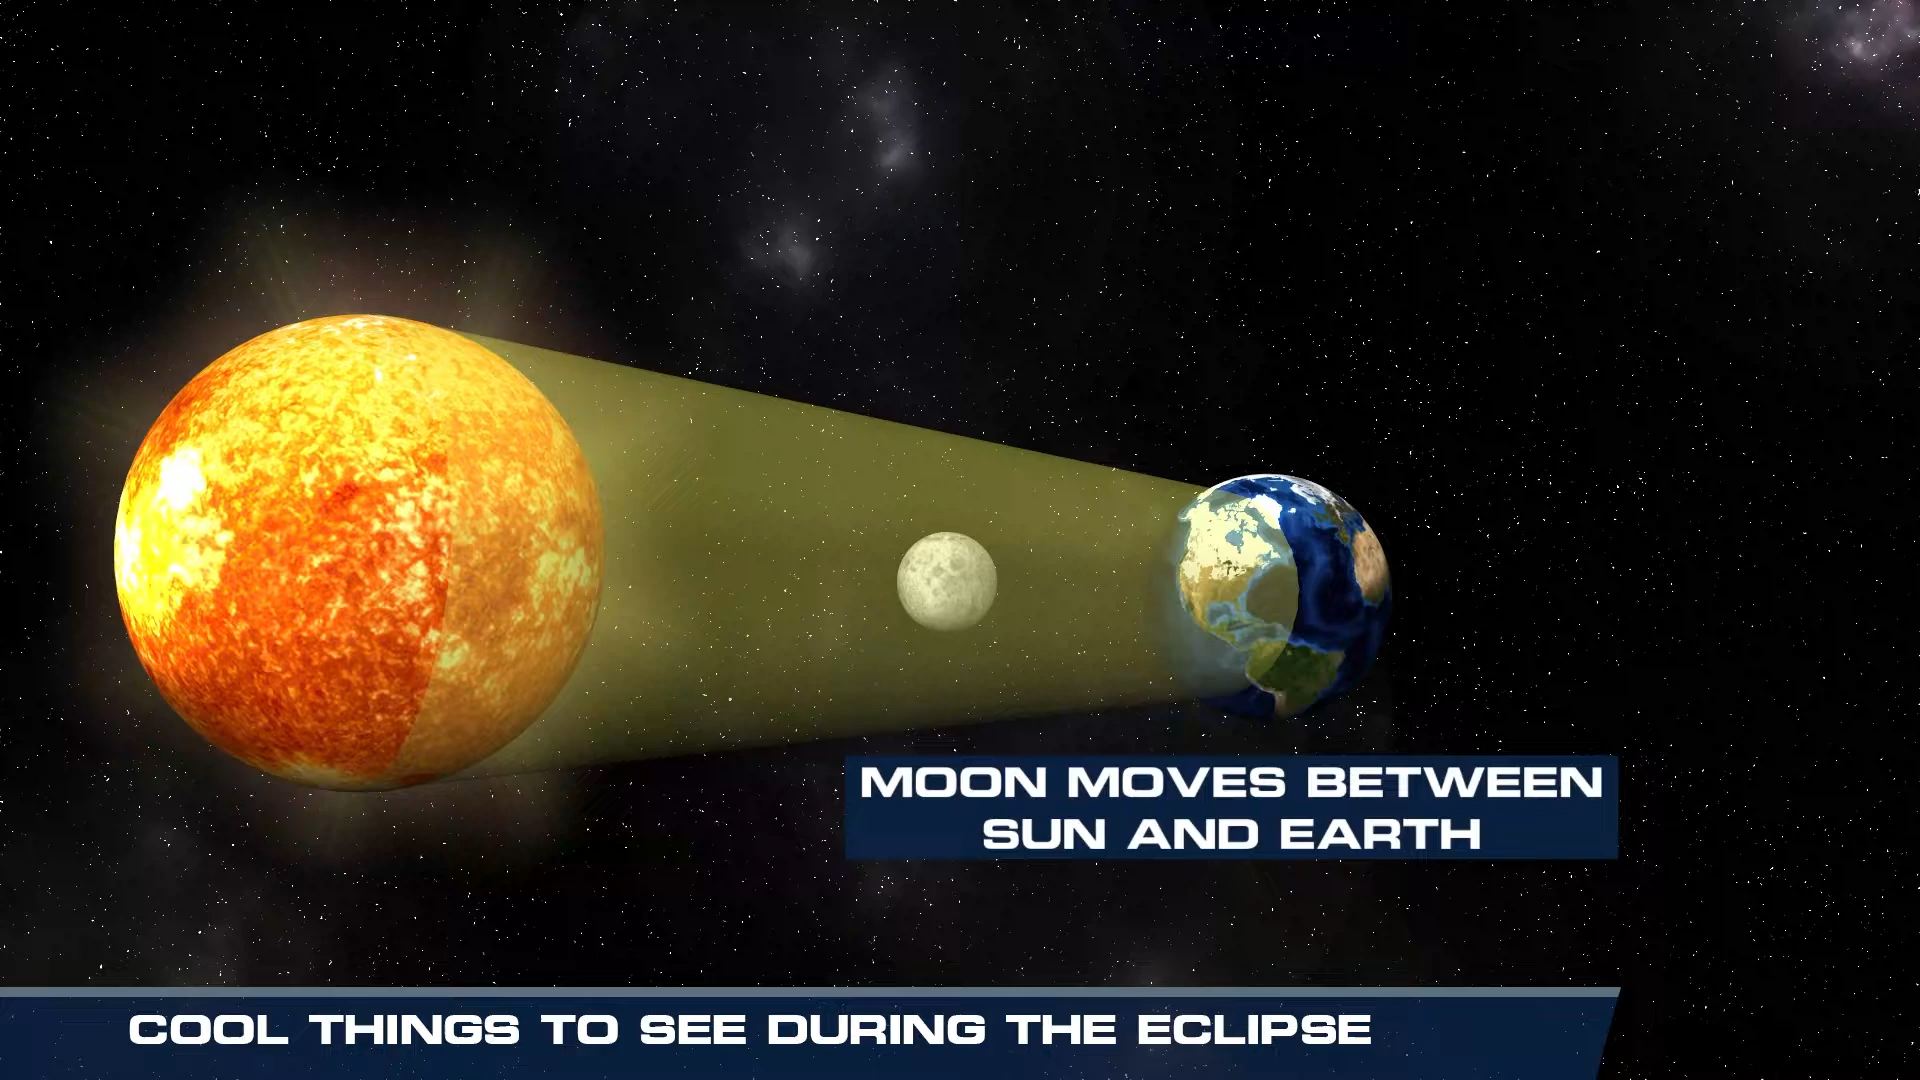 MOON MOVES BETWEEN
SUN AND EARTH
COOL THINGS TO SEE DURING THE ECLIPSE